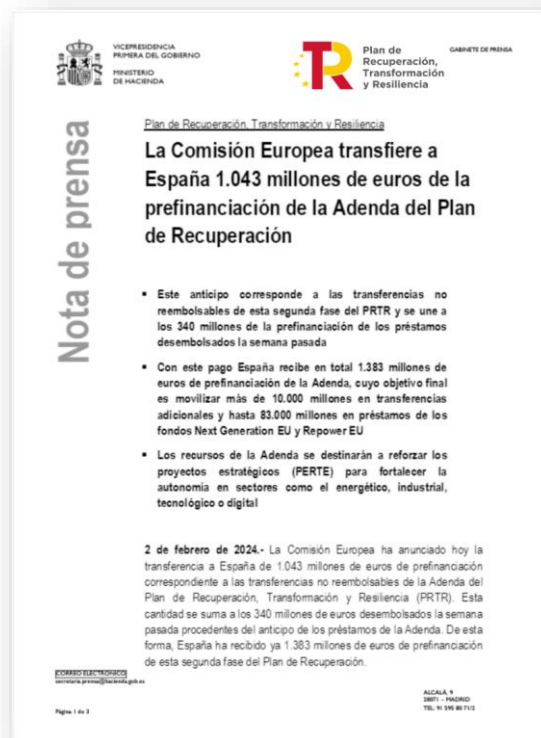 VICEPRESIDENCIA
PRIMERA DEL GOBIERNO
MINISTERIO
DE HACIENDA
Plan de
Recuperación,
Transformación
y Resiliencia
GABINETE DE PRENSA
Nota de prensa
Plan de Recuperación, Transformación y Resiliencia
La Comisión Europea transfiere a
España 1.043 millones de euros de la
prefinanciación de la Adenda del Plan
de Recuperación
▪ Este anticipo corresponde a las transferencias no
reembolsables de esta segunda fase del PRTR y se une a
los 340 millones de la prefinanciación de los préstamos
desembolsados la semana pasada
▪ Con este pago España recibe en total 1.383 millones de
euros de prefinanciación de la Adenda, cuyo objetivo final
es movilizar más de 10.000 millones en transferencias
adicionales y hasta 83.000 millones en préstamos de los
fondos Next Generation EU y Repower EU
▪ Los recursos de la Adenda se destinarán a reforzar los
proyectos estratégicos (PERTE) para fortalecer la
autonomía en sectores como el energético, industrial,
tecnológico o digital
2 de febrero de 2024.- La Comisión Europea ha anunciado hoy la
transferencia a España de 1.043 millones de euros de prefinanciación
correspondiente a las transferencias no reembolsables de la Adenda del
Plan de Recuperación, Transformación y Resiliencia (PRTR). Esta
cantidad se suma a los 340 millones de euros desembolsados la semana
pasada procedentes del anticipo de los préstamos de la Adenda. De esta
forma, España ha recibido ya 1.383 millones de euros de prefinanciación
de esta segunda fase del Plan de Recuperación.
CORREO ELECTRÓNICO
secretaria.prensa@hacienda.gob.es
Página 1 de 3
ALCALÁ, 9
28071 – MADRID
TEL: 91 595 80 71/2